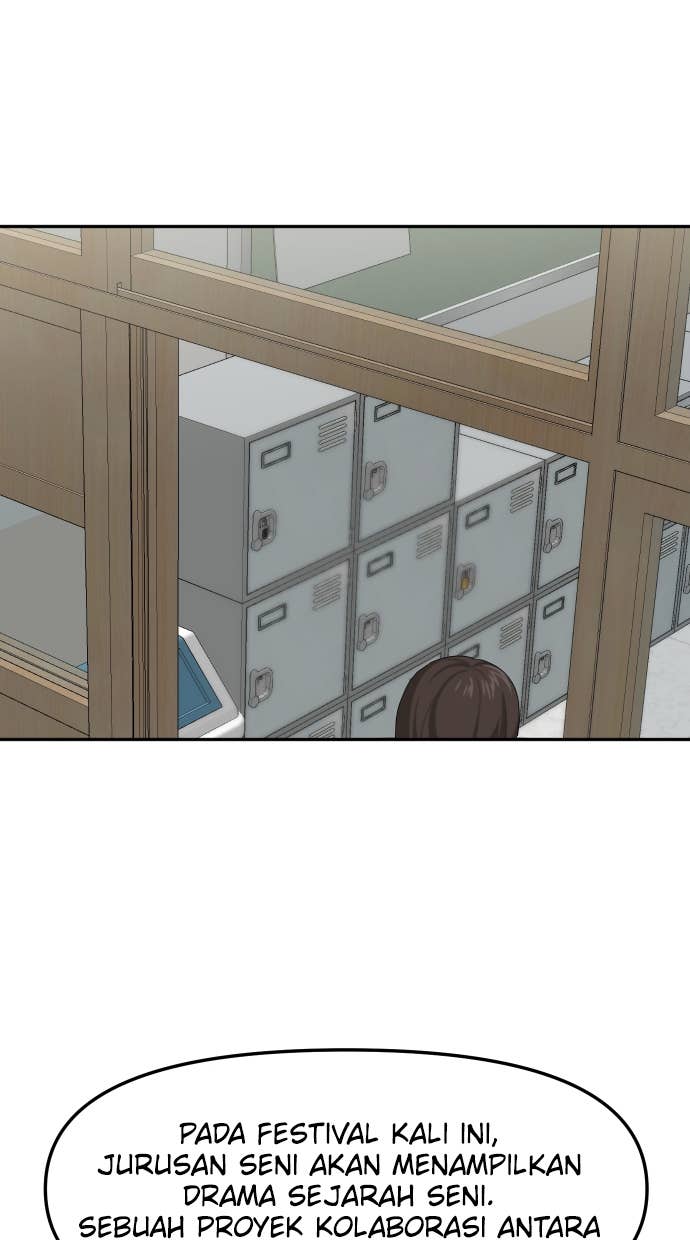 PADA FESTIVAL KALI INI,
JURUSAN SENI AKAN MENAMPILKAN
DRAMA SEJARAH SENI.
SEBUAH PROYEK KOLABORASI ANTARA